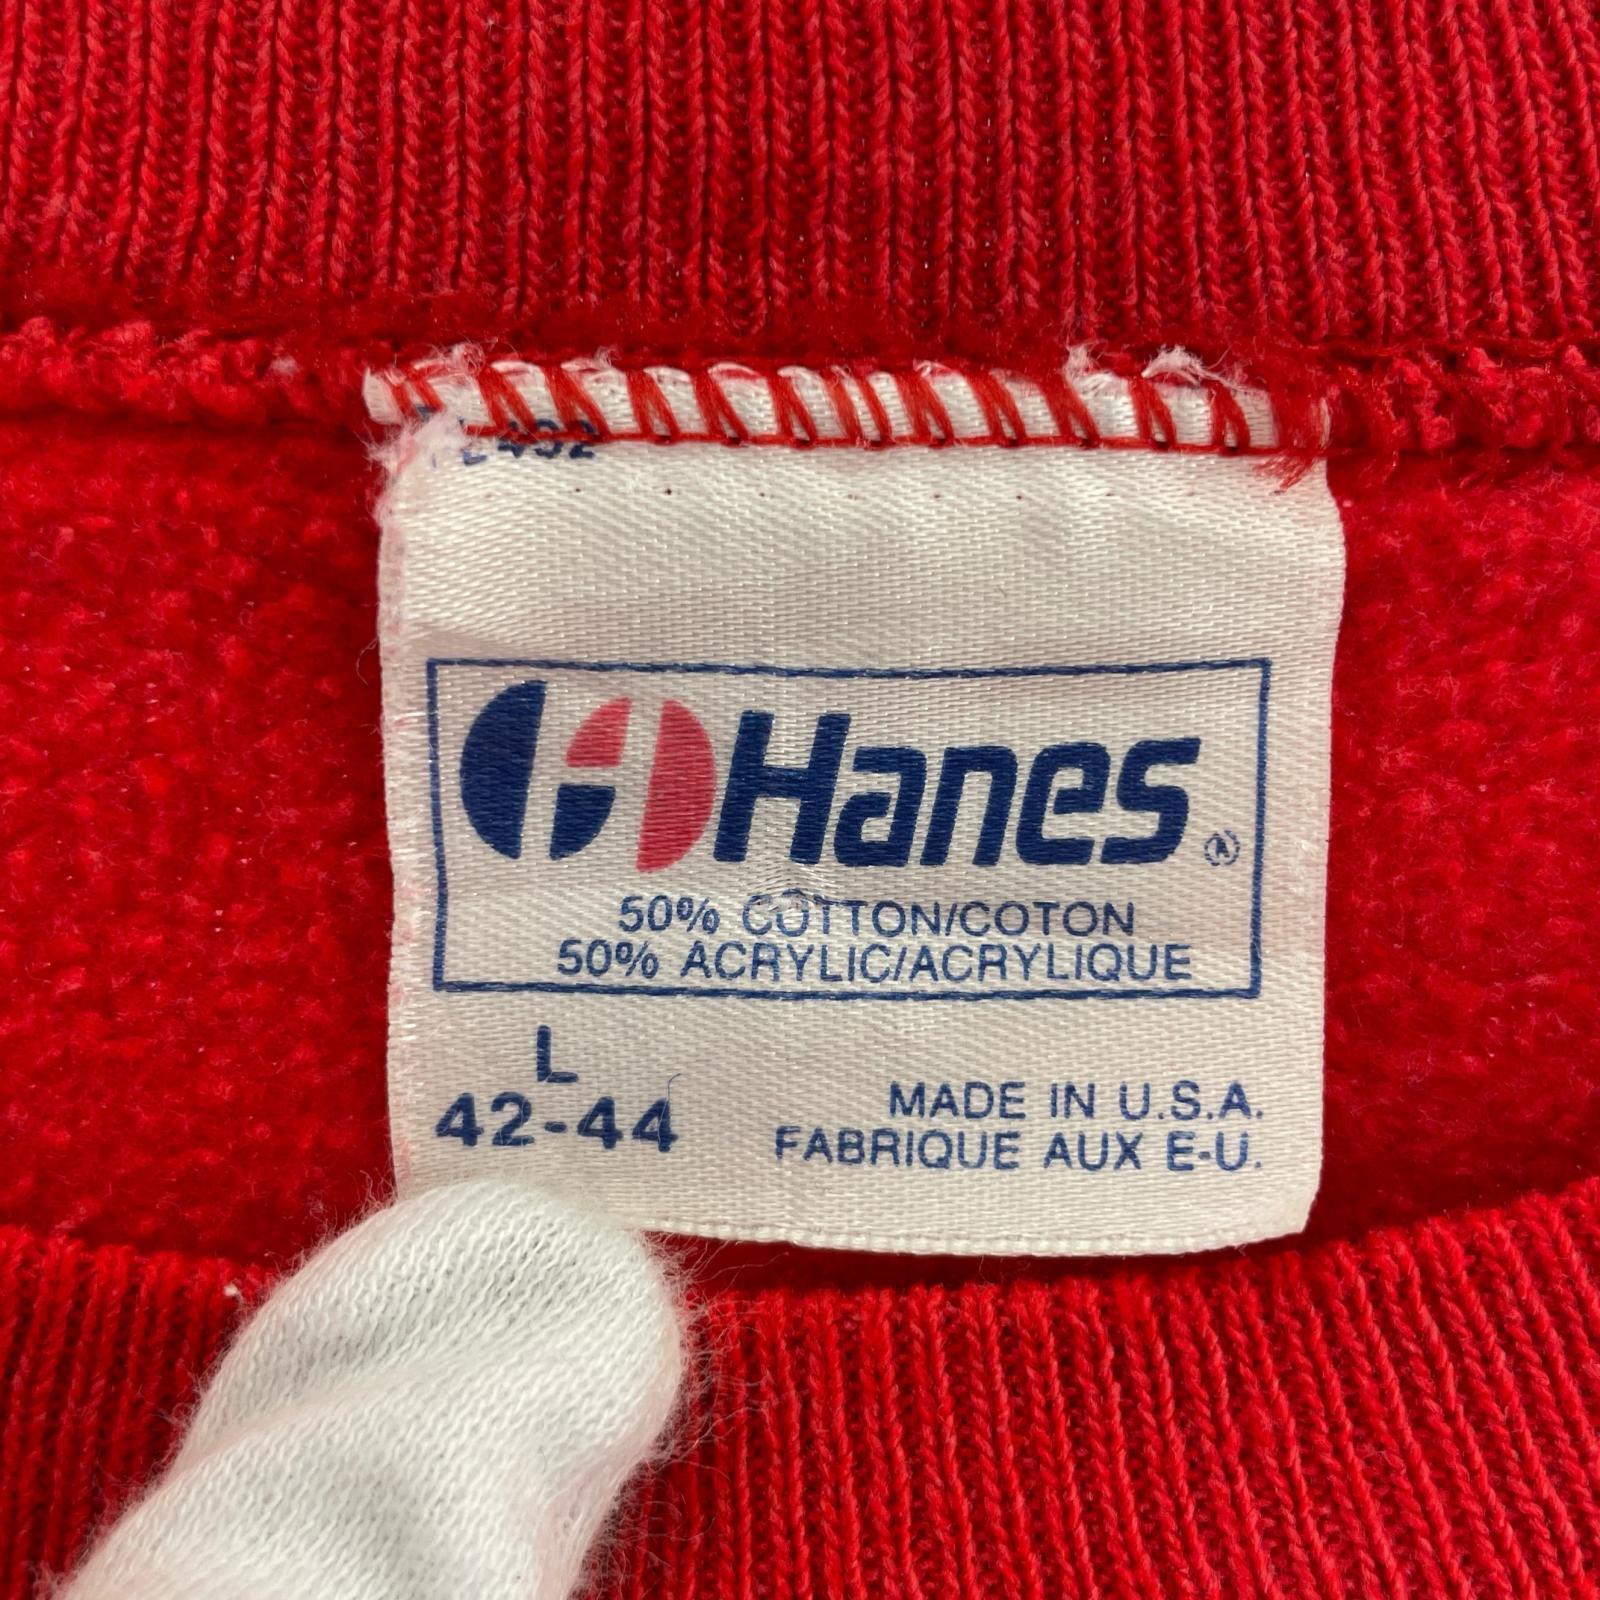 Hanes ®
50% COTTON/COTON
50% ACRYLIC/ACRYLIQUE
L
42-44
MADE IN U.S.A.
FABRIQUE AUX E-U.